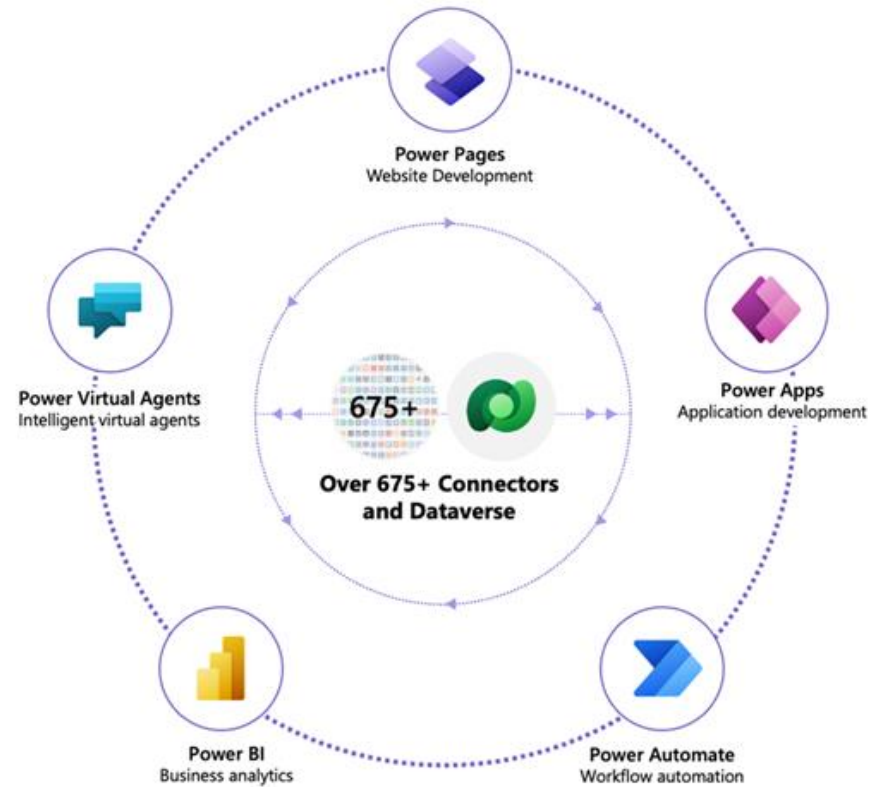 Power Pages
Website Development
Power Virtual Agents
Intelligent virtual agents
Power Apps
Application development
675+
Over 675+ Connectors
and Dataverse
Power BI
Business analytics
Power Automate
Workflow automation